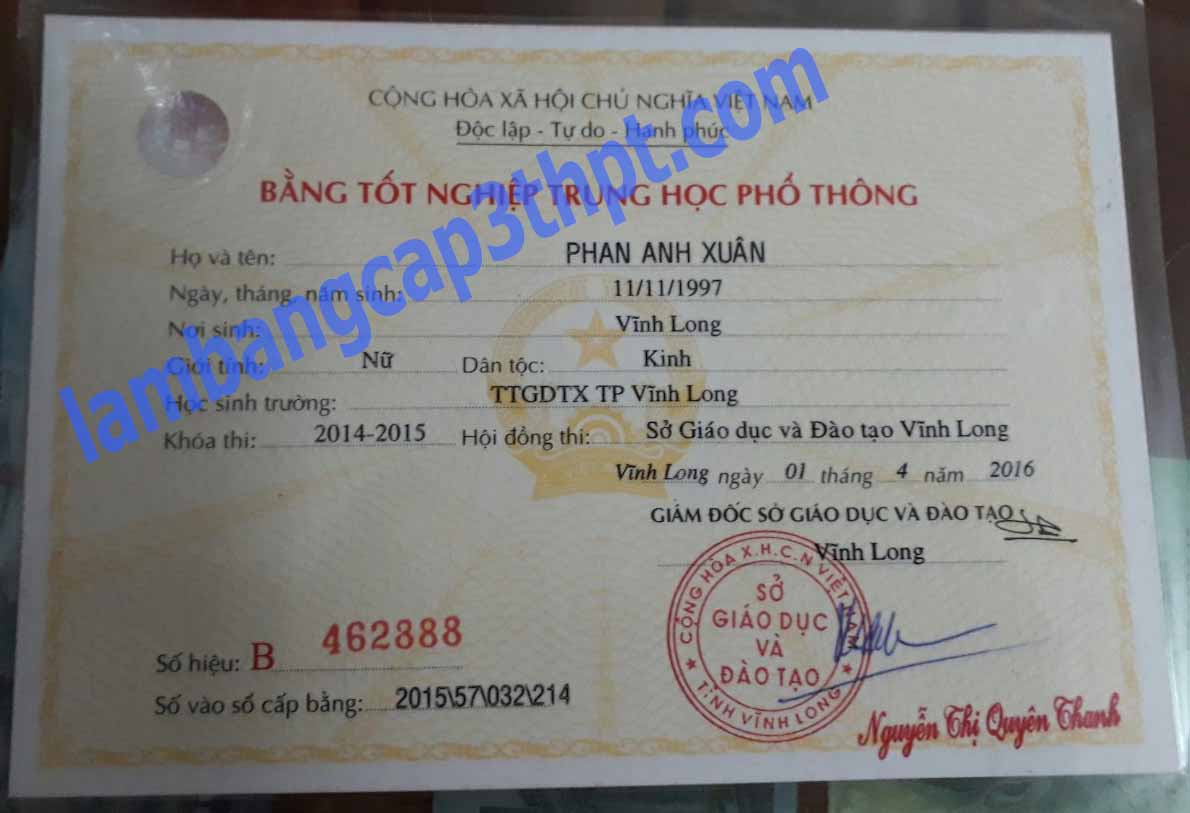 CỘNG HÒA XÃ HỘI CHỦ NGHĨA VIỆT NAM
Độc lập - Tự do - Hạnh phúc
BẰNG TỐT NGHIỆP TRUNG HỌC PHỔ THÔNG
Họ và tên: PHAN ANH XUÂN
Ngày, tháng, năm sinh: 11/11/1997
Nơi sinh: Vĩnh Long
Giới tính: Nữ Dân tộc: Kinh
Học sinh trường: TTGDTX TP Vĩnh Long
Khóa thi: 2014-2015 Hội đồng thi: Sở Giáo dục và Đào tạo Vĩnh Long
Vĩnh Long ngày 01 tháng 4 năm 2016
GIÁM ĐỐC SỞ GIÁO DỤC VÀ ĐÀO TẠO
Vĩnh Long
CỘNG HÒA X.H.C.N VIỆT NAM
SỞ
GIÁO DỤC
VÀ
ĐÀO TẠO
TỈNH VĨNH LONG
Số hiệu: B 462888
Số vào sổ cấp bằng: 2015\57\032\214
Nguyễn Thị Quyên Thanh
lambangcap3thpt.com